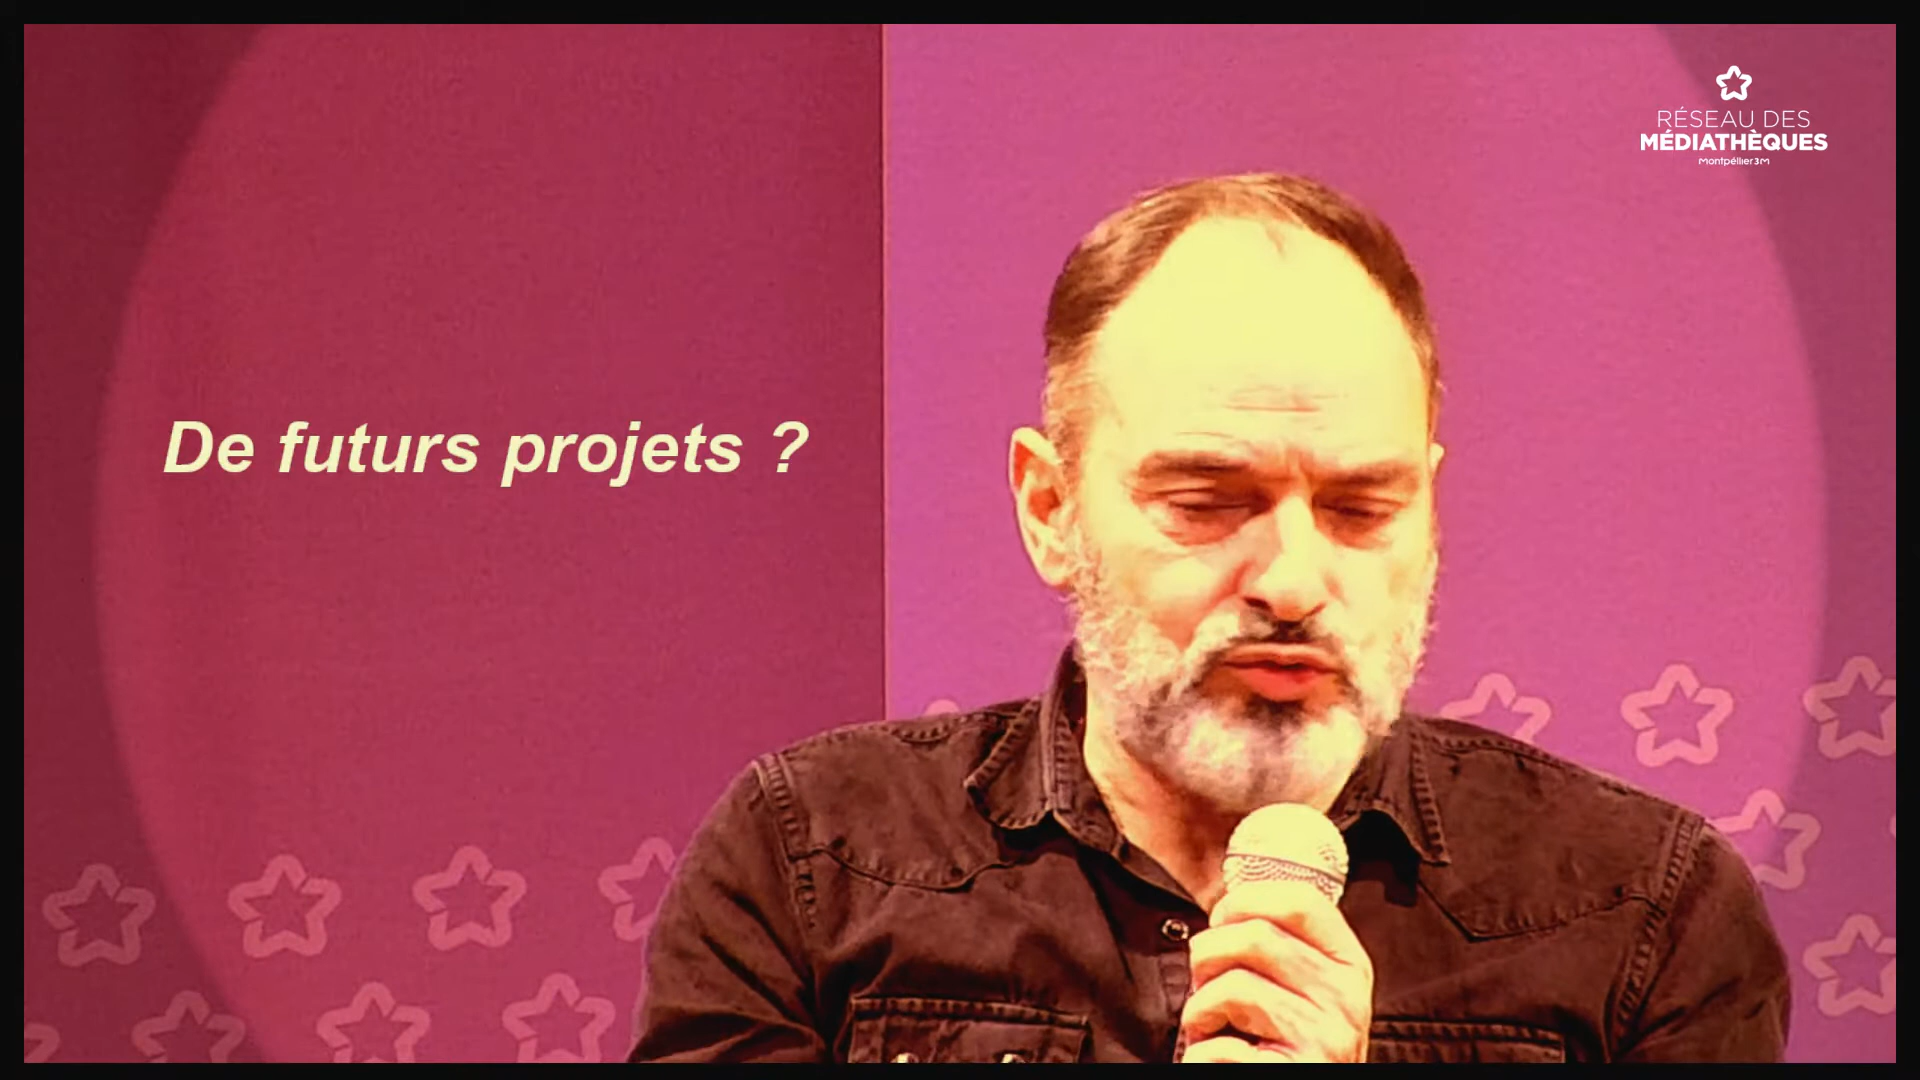 RÉSEAU DES
MÉDIATHÈQUES
montpellier3m
De futurs projets ?